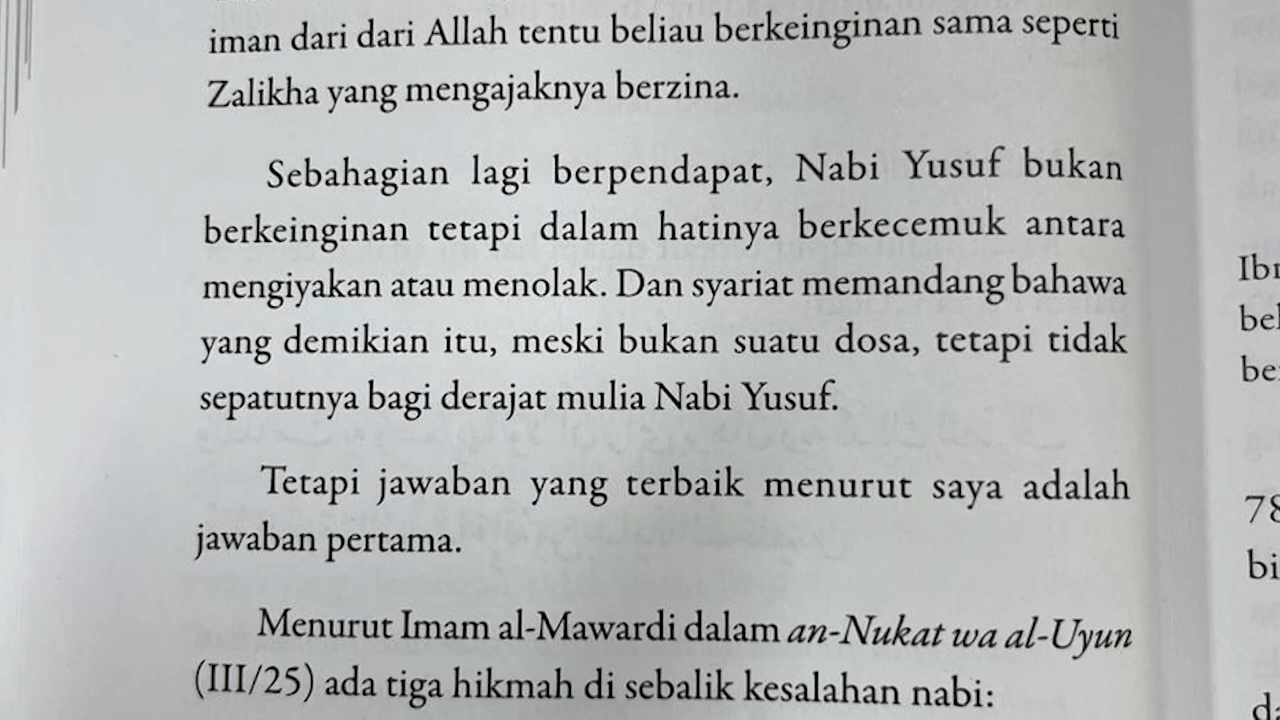 iman dari dari Allah tentu beliau berkeinginan sama seperti
Zalikha yang mengajaknya berzina.
Sebahagian lagi berpendapat, Nabi Yusuf bukan
berkeinginan tetapi dalam hatinya berkecemuk antara
mengiyakan atau menolak. Dan syariat memandang bahawa
yang demikian itu, meski bukan suatu dosa, tetapi tidak
sepatutnya bagi derajat mulia Nabi Yusuf.
Tetapi jawaban yang terbaik menurut saya adalah
jawaban pertama.
Menurut Imam al-Mawardi dalam an-Nukat wa al-Uyun
(III/25) ada tiga hikmah di sebalik kesalahan nabi: